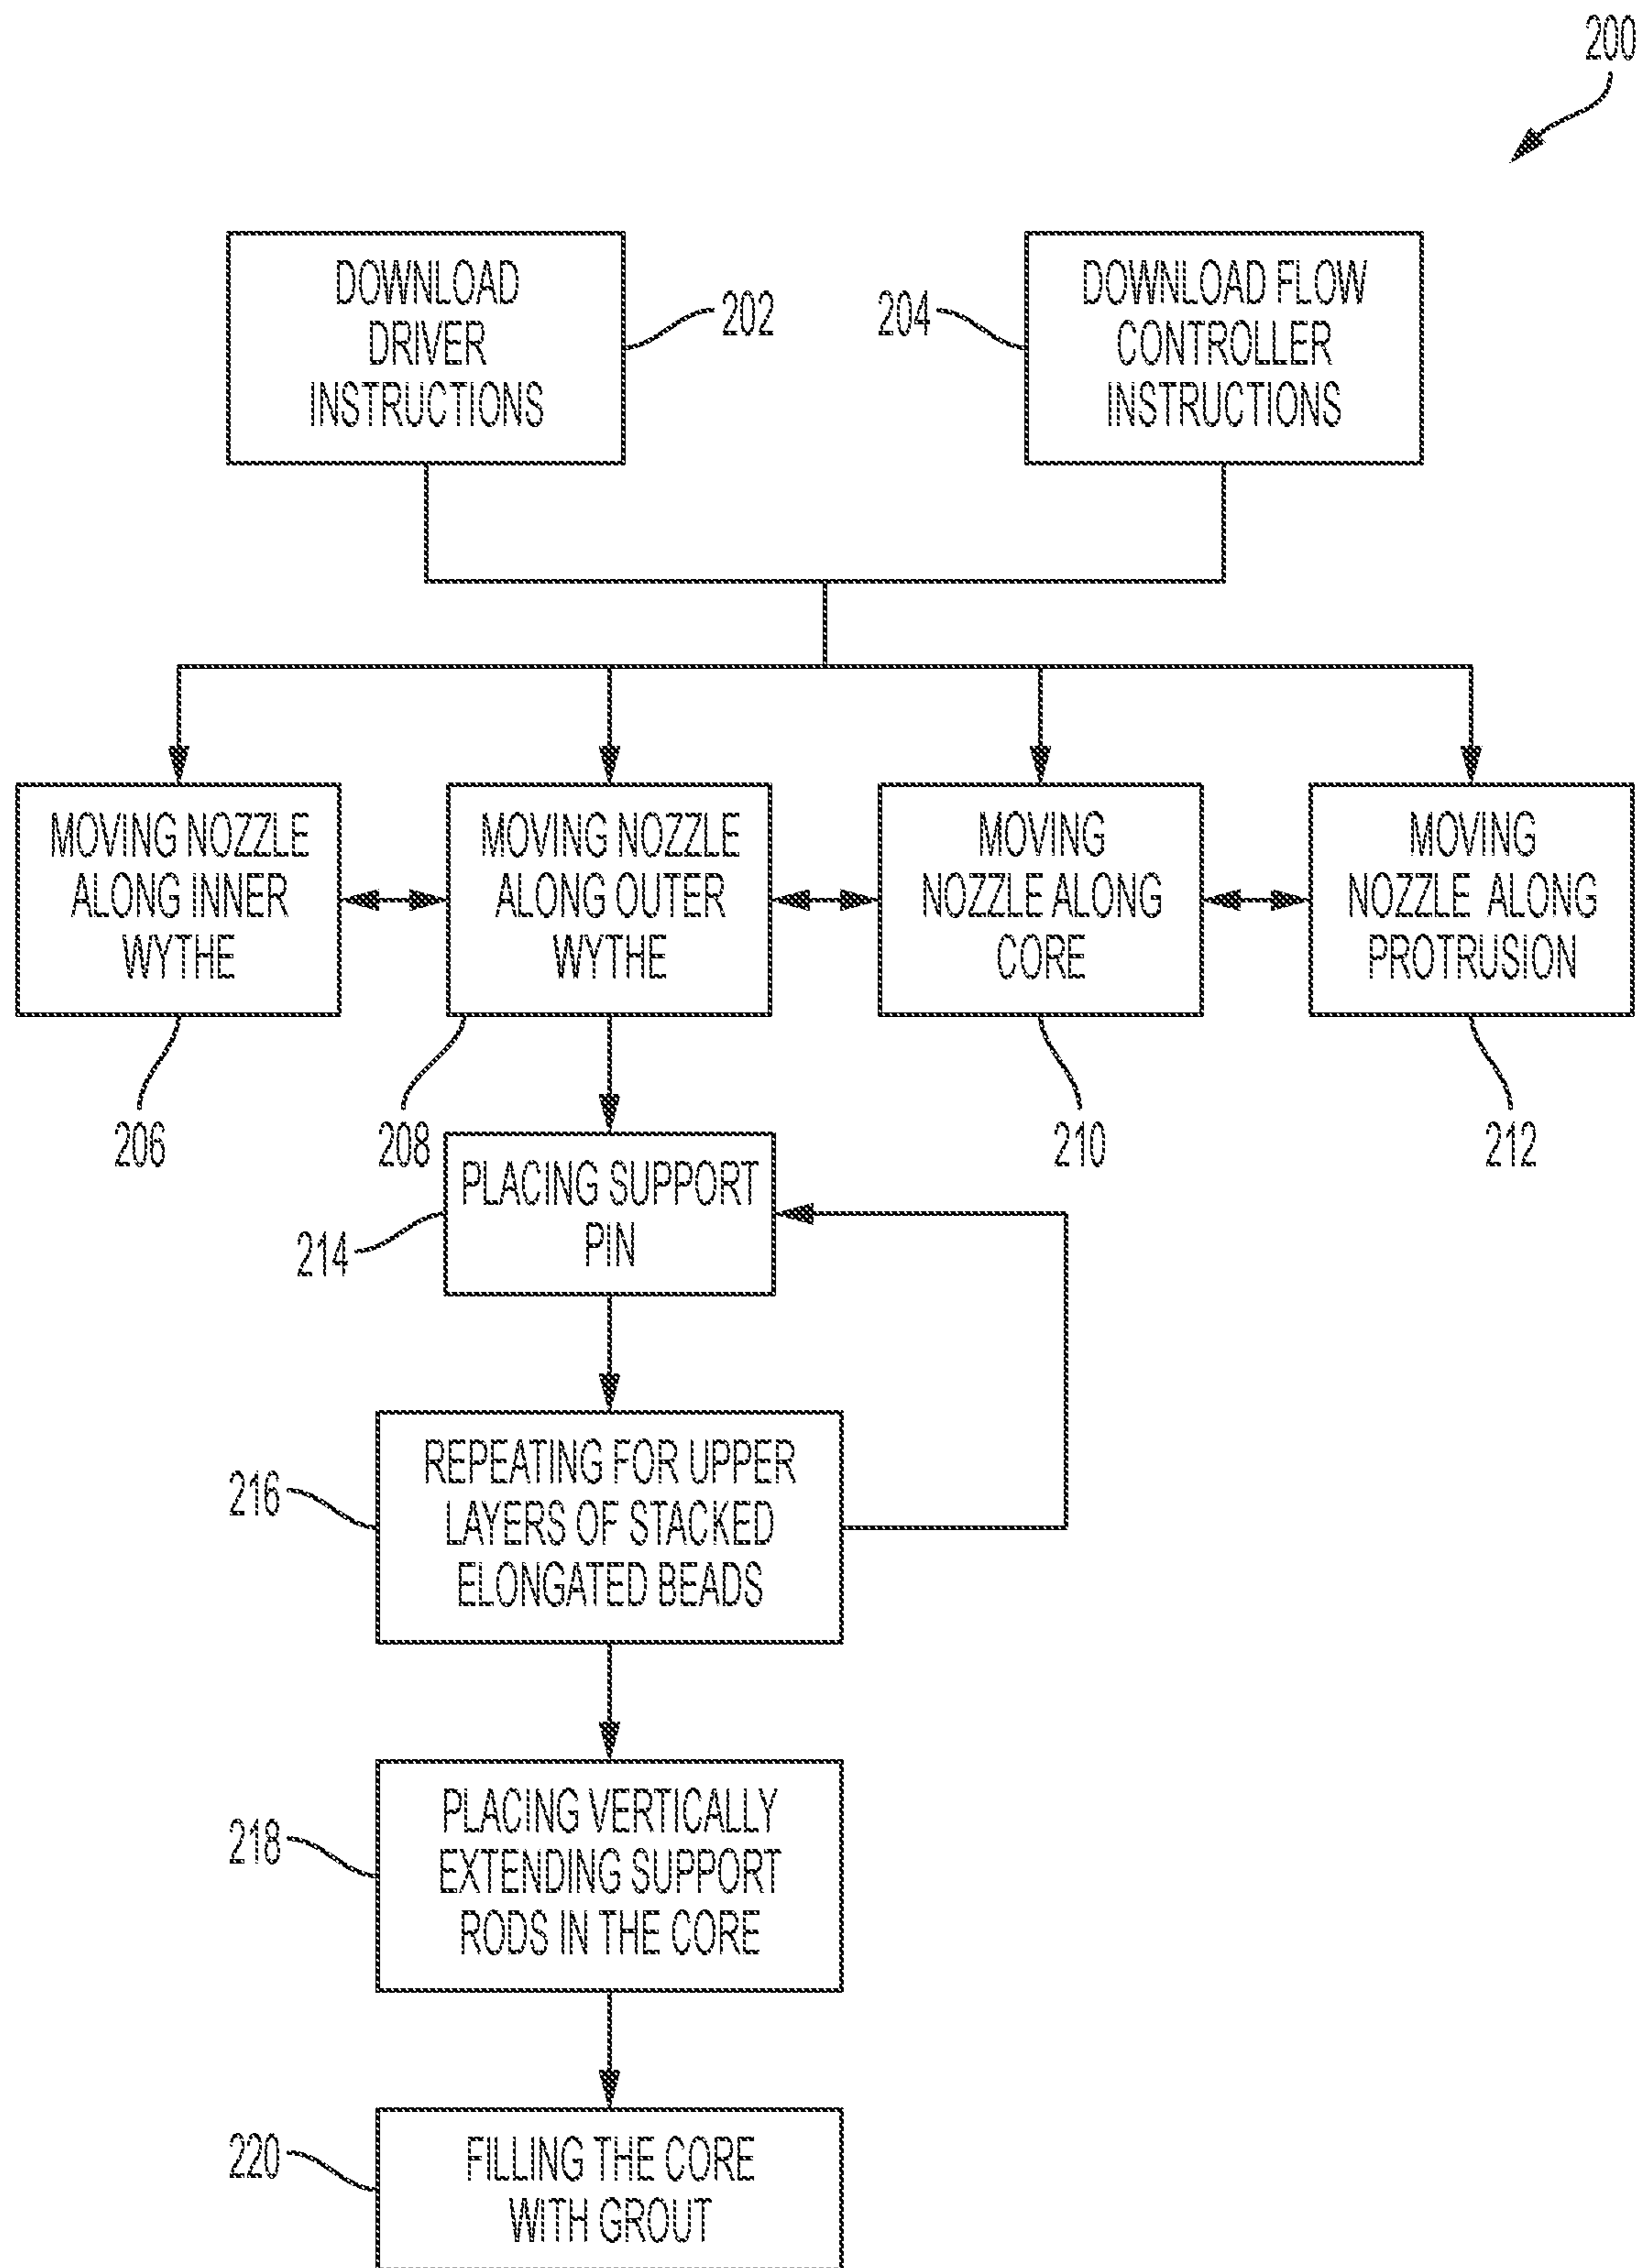 200
DOWNLOAD
DRIVER
INSTRUCTIONS
202
204
DOWNLOAD FLOW
CONTROLLER
INSTRUCTIONS
MOVING NOZZLE
ALONG INNER
WYTHE
206
MOVING NOZZLE
ALONG OUTER
WYTHE
208
MOVING
NOZZLE ALONG
CORE
210
MOVING
NOZZLE ALONG
PROTRUSION
212
PLACING SUPPORT
PIN
214
216
REPEATING FOR UPPER
LAYERS OF STACKED
ELONGATED BEADS
218
PLACING VERTICALLY
EXTENDING SUPPORT
RODS IN THE CORE
220
FILLING THE CORE
WITH GROUT